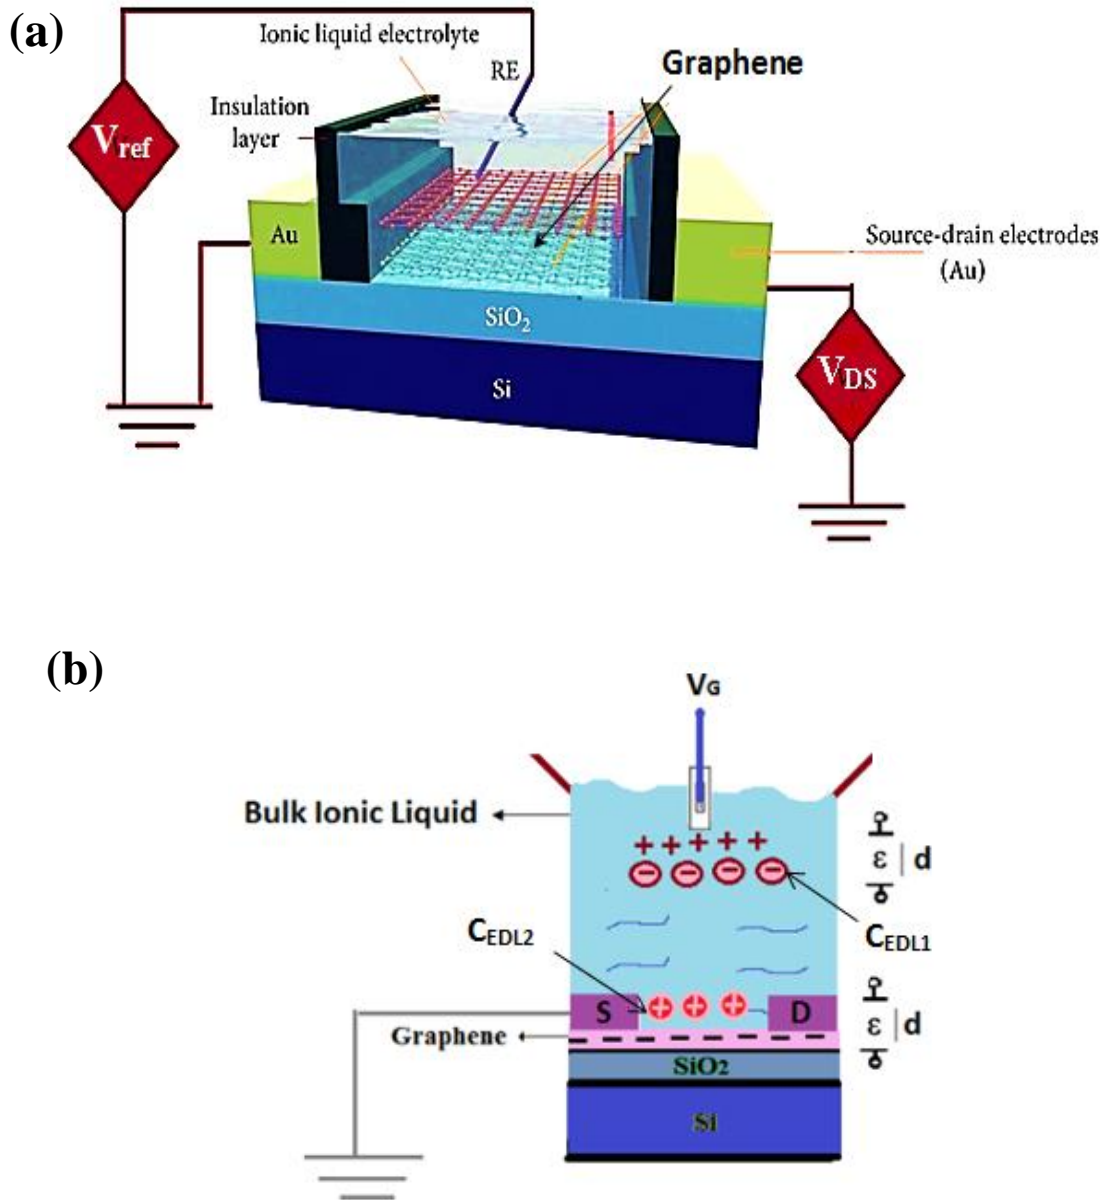 (a)
Ionic liquid electrolyte
RE
Graphene
Insulation
layer
Vref
Au
Source-drain electrodes
(Au)
SiO2
Si
VDS
(b)
VG
Bulk Ionic Liquid
+ + + + +
− − − −
ε | d
CEDL2
CEDL1
+ + +
S
D
ε | d
Graphene
SiO2
Si